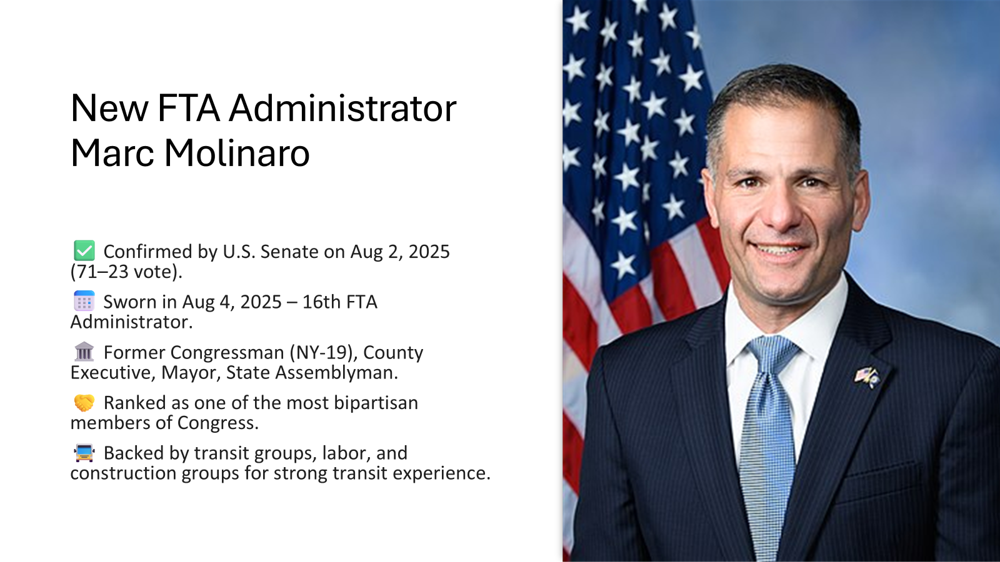 New FTA Administrator
Marc Molinaro
✅ Confirmed by U.S. Senate on Aug 2, 2025
(71–23 vote).
📅 Sworn in Aug 4, 2025 – 16th FTA
Administrator.
🏛 Former Congressman (NY-19), County
Executive, Mayor, State Assemblyman.
🤝 Ranked as one of the most bipartisan
members of Congress.
🚍 Backed by transit groups, labor, and
construction groups for strong transit experience.